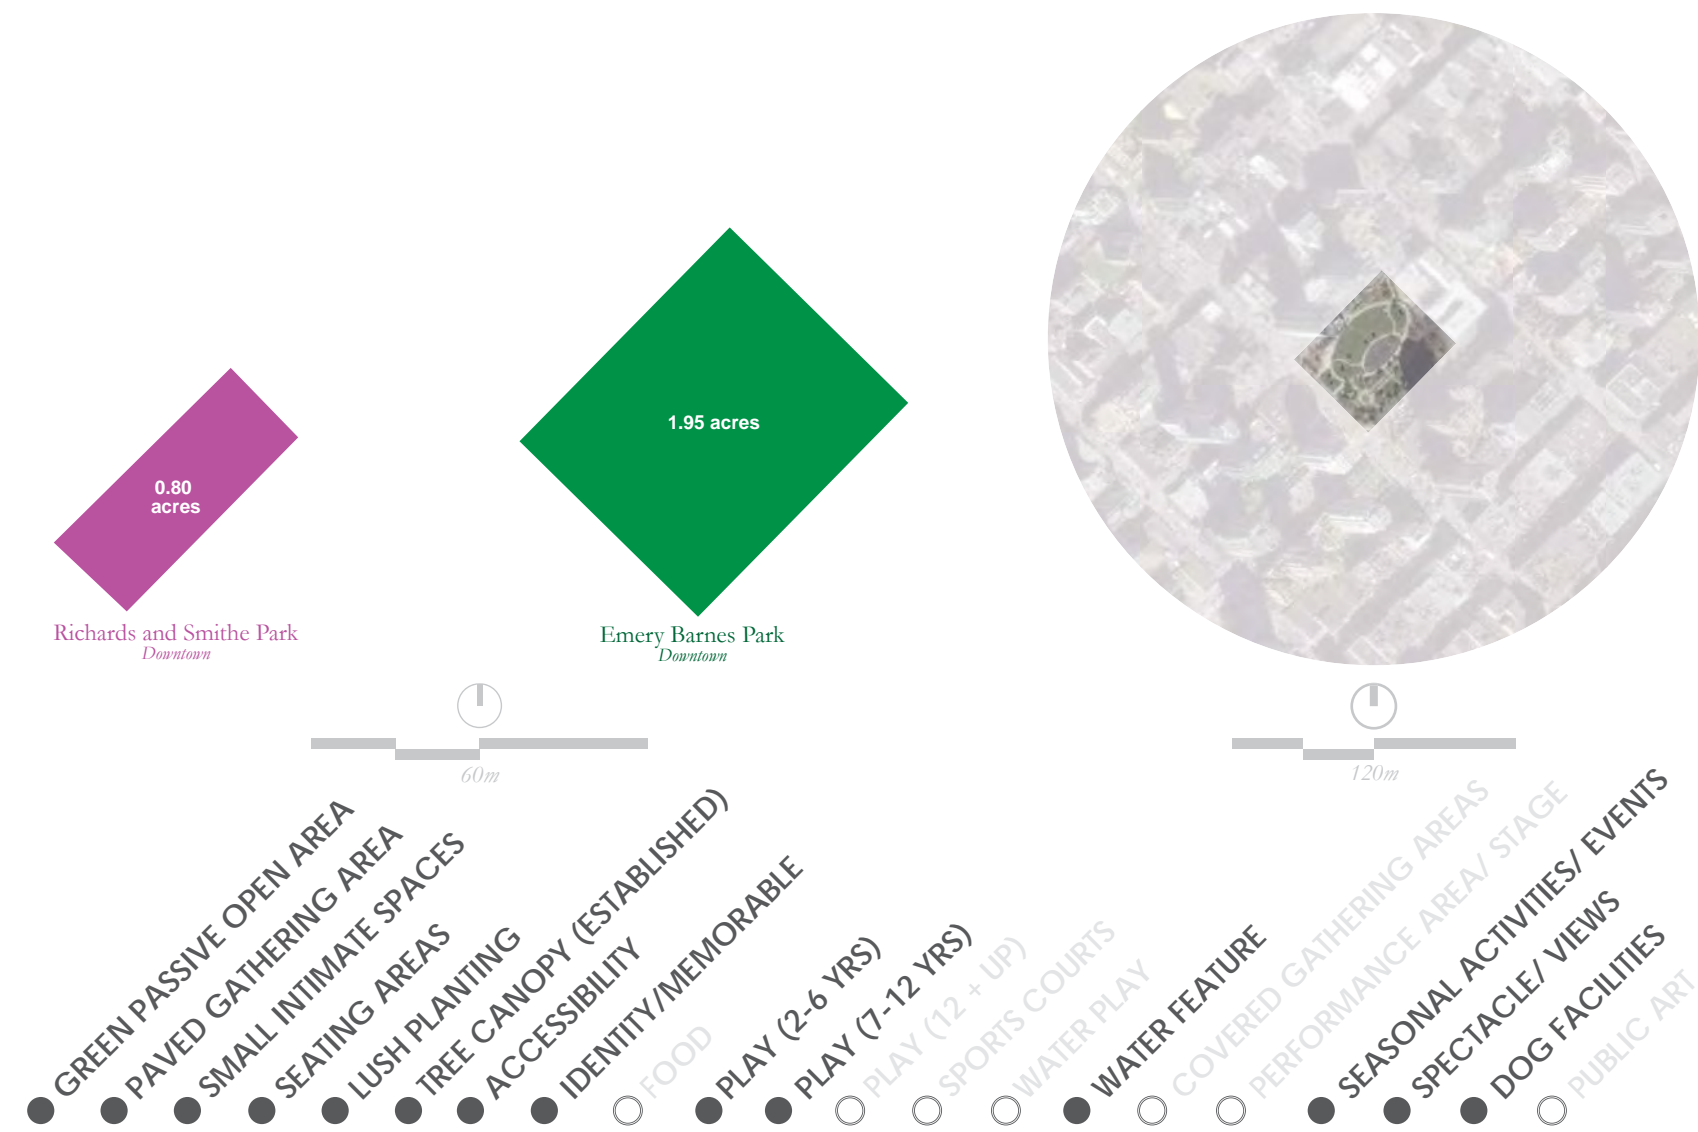 1.95 acres
0.80
acres
Richards and Smithe Park
Downtown
Emery Barnes Park
Downtown
60m
120m
GREEN PASSIVE OPEN AREA
PAVED GATHERING AREA
SMALL INTIMATE SPACES
SEATING AREAS
LUSH PLANTING
TREE CANOPY (ESTABLISHED)
ACCESSIBILITY
IDENTITY/MEMORABLE
FOOD
PLAY (2-6 YRS)
PLAY (7-12 YRS)
PLAY (12 + UP)
SPORTS COURTS
WATER PLAY
WATER FEATURE
COVERED GATHERING AREAS
PERFORMANCE AREA/ STAGE
SEASONAL ACTIVITIES/ EVENTS
SPECTACLE/ VIEWS
DOG FACILITIES
PUBLIC ART